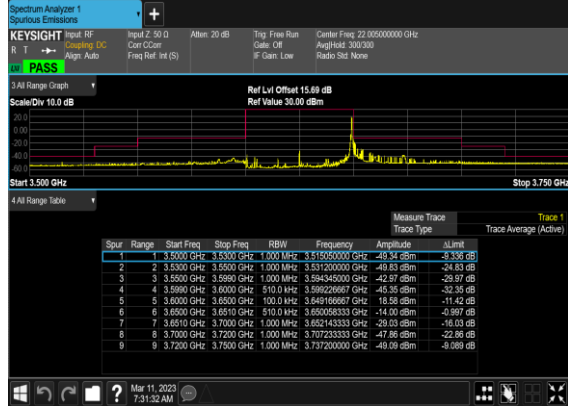 Spectrum Analyzer 1
Spurious Emissions
KEYSIGHT Input: RF Input Z: 50 Ω Atten: 20 dB Trig: Free Run Center Freq: 22.005000000 GHz
R T Coupling: DC Corr CCorr Gate: Off Avg|Hold: 300/300
Align: Auto Freq Ref: Int (S) IF Gain: Low Radio Std: None
PASS
3 All Range Graph Ref Lvl Offset 15.69 dB
Scale/Div 10.0 dB Ref Value 30.00 dBm
20.0
0.00
-20.0
-40.0
-60.0
Start 3.500 GHz Stop 3.750 GHz
4 All Range Table
Measure Trace Trace 1
Trace Type Trace Average (Active)
Spur Range Start Freq Stop Freq RBW Frequency Amplitude ΔLimit
1 1 3.5000 GHz 3.5300 GHz 1.000 MHz 3.515050000 GHz -49.34 dBm -9.336 dB
2 2 3.5300 GHz 3.5500 GHz 1.000 MHz 3.531200000 GHz -49.83 dBm -24.83 dB
3 3 3.5500 GHz 3.5990 GHz 1.000 MHz 3.594345000 GHz -42.97 dBm -29.97 dB
4 4 3.5990 GHz 3.6000 GHz 510.0 kHz 3.599226667 GHz -45.35 dBm -32.35 dB
5 5 3.6000 GHz 3.6500 GHz 100.0 kHz 3.649166667 GHz 18.58 dBm -11.42 dB
6 6 3.6500 GHz 3.6510 GHz 510.0 kHz 3.650058333 GHz -14.00 dBm -0.997 dB
7 7 3.6510 GHz 3.7000 GHz 1.000 MHz 3.652143333 GHz -29.03 dBm -16.03 dB
8 8 3.7000 GHz 3.7200 GHz 1.000 MHz 3.707233333 GHz -47.86 dBm -22.86 dB
9 9 3.7200 GHz 3.7500 GHz 1.000 MHz 3.737200000 GHz -49.09 dBm -9.089 dB
Mar 11, 2023
7:31:32 AM